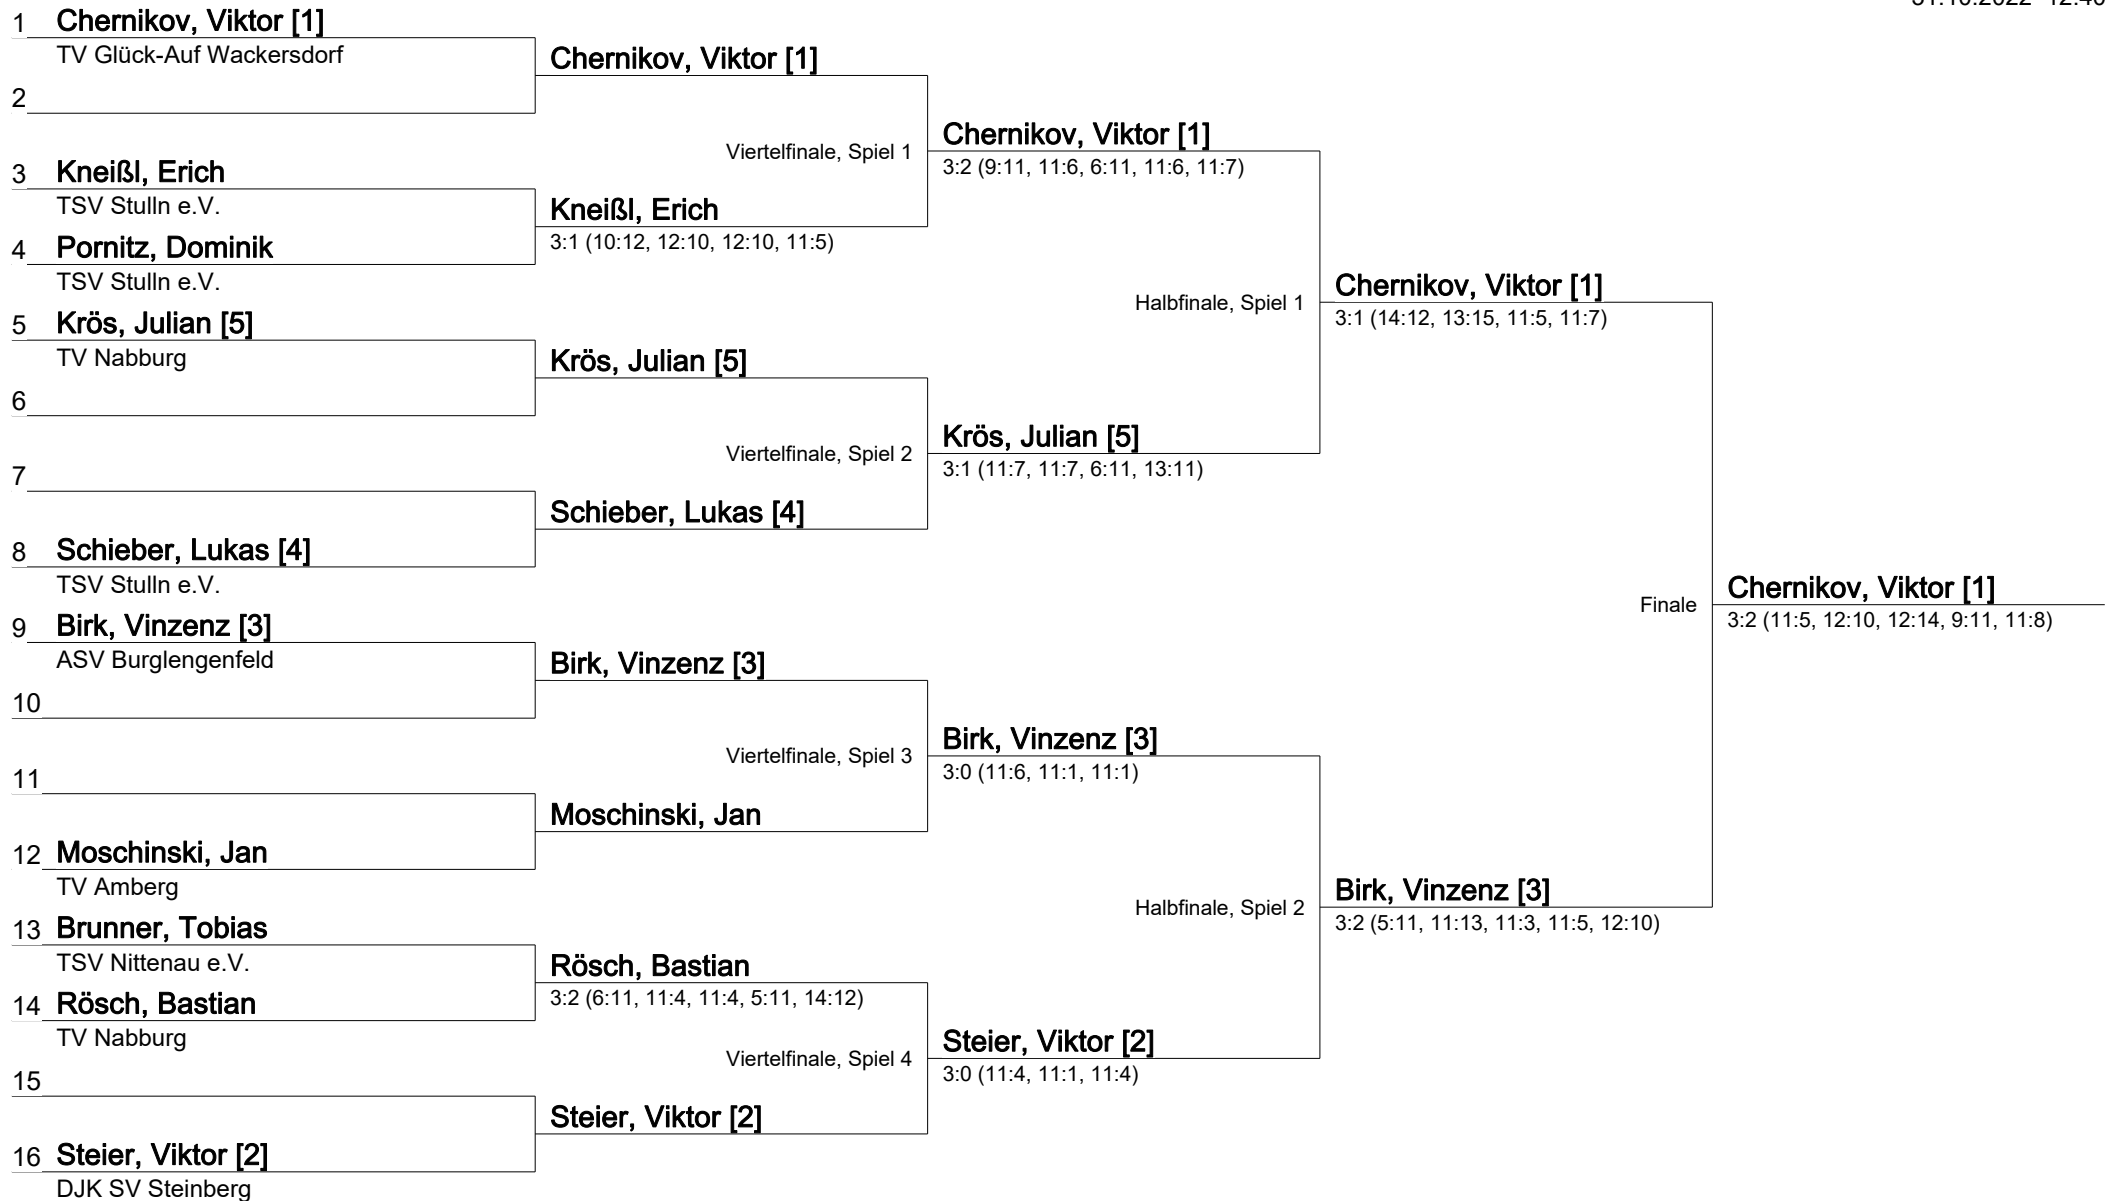 1 Chernikov, Viktor [1]
TV Glück-Auf Wackersdorf
Chernikov, Viktor [1]
2
Chernikov, Viktor [1]
Viertelfinale, Spiel 1
3:2 (9:11, 11:6, 6:11, 11:6, 11:7)
3 Kneißl, Erich
TSV Stulln e.V.
Kneißl, Erich
3:1 (10:12, 12:10, 12:10, 11:5)
4 Pornitz, Dominik
TSV Stulln e.V.
Chernikov, Viktor [1]
Halbfinale, Spiel 1
3:1 (14:12, 13:15, 11:5, 11:7)
5 Krös, Julian [5]
TV Nabburg
Krös, Julian [5]
6
Krös, Julian [5]
Viertelfinale, Spiel 2
3:1 (11:7, 11:7, 6:11, 13:11)
7
Schieber, Lukas [4]
8 Schieber, Lukas [4]
TSV Stulln e.V.
Chernikov, Viktor [1]
Finale
3:2 (11:5, 12:10, 12:14, 9:11, 11:8)
9 Birk, Vinzenz [3]
ASV Burglengenfeld
Birk, Vinzenz [3]
10
Birk, Vinzenz [3]
Viertelfinale, Spiel 3
3:0 (11:6, 11:1, 11:1)
11
Moschinski, Jan
12 Moschinski, Jan
TV Amberg
Birk, Vinzenz [3]
Halbfinale, Spiel 2
3:2 (5:11, 11:13, 11:3, 11:5, 12:10)
13 Brunner, Tobias
TSV Nittenau e.V.
Rösch, Bastian
3:2 (6:11, 11:4, 11:4, 5:11, 14:12)
14 Rösch, Bastian
TV Nabburg
Steier, Viktor [2]
Viertelfinale, Spiel 4
3:0 (11:4, 11:1, 11:4)
15
Steier, Viktor [2]
16 Steier, Viktor [2]
DJK SV Steinberg